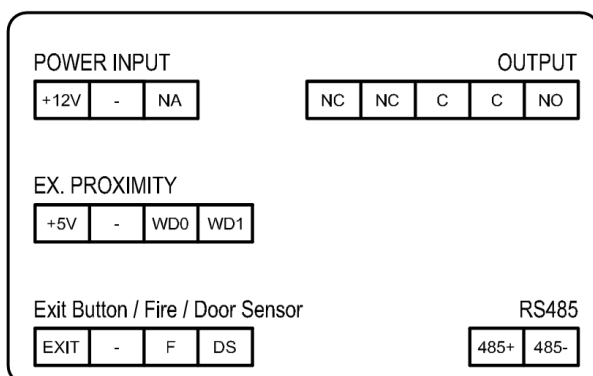 POWER INPUT OUTPUT
+12V - NA NC NC C C NO
EX. PROXIMITY
+5V - WD0 WD1
Exit Button / Fire / Door Sensor RS485
EXIT - F DS 485+ 485-